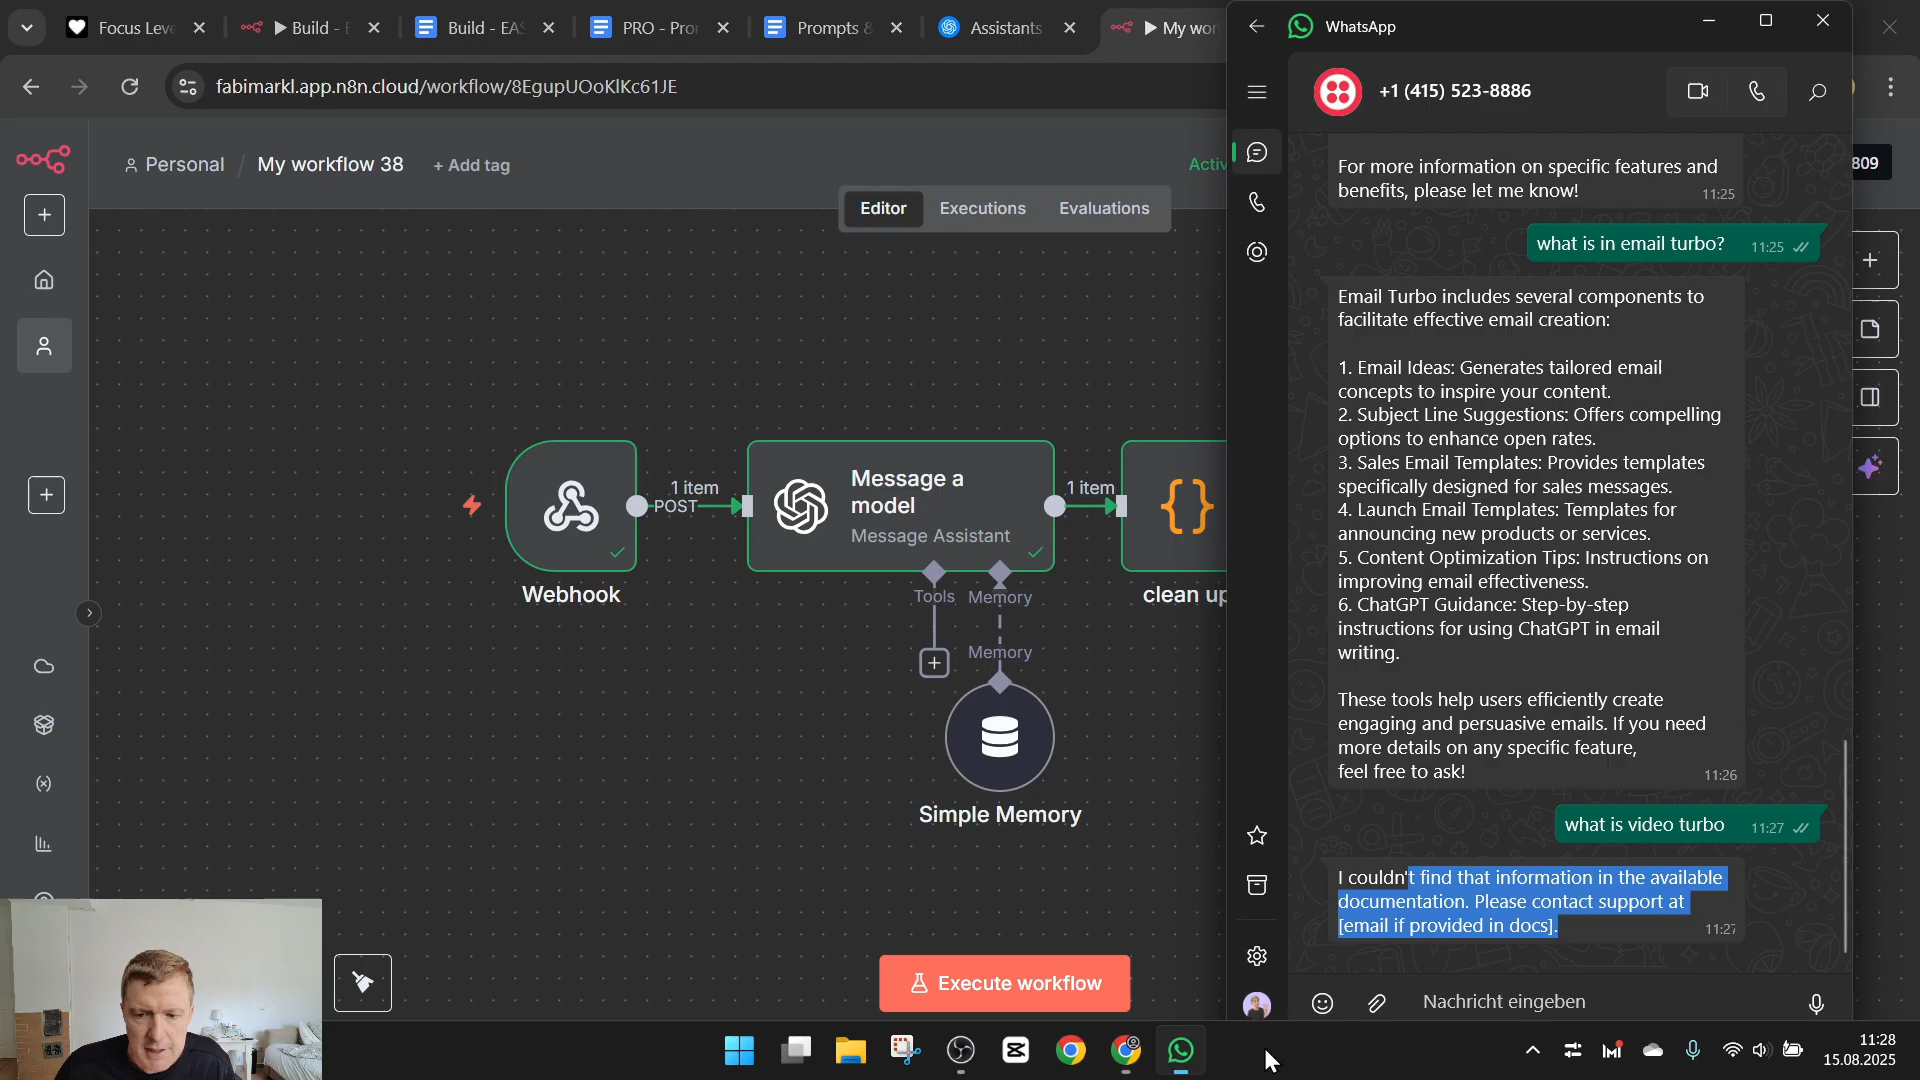 Focus Leve
Build - E
Build - EAS
PRO - Pror
Prompts &
Assistants
My wor
fabimarkl.app.n8n.cloud/workflow/8EgupUOoKlKc61JE
Personal / My workflow 38 + Add tag
Activ
Editor Executions Evaluations
1 item
POST
Message a
model
Message Assistant
1 item
{}
Webhook
Tools Memory
clean up
Memory
Simple Memory
Execute workflow
WhatsApp
+1 (415) 523-8886
809
For more information on specific features and
benefits, please let me know!
11:25
what is in email turbo? 11:25
Email Turbo includes several components to
facilitate effective email creation:
1. Email Ideas: Generates tailored email
concepts to inspire your content.
2. Subject Line Suggestions: Offers compelling
options to enhance open rates.
3. Sales Email Templates: Provides templates
specifically designed for sales messages.
4. Launch Email Templates: Templates for
announcing new products or services.
5. Content Optimization Tips: Instructions on
improving email effectiveness.
6. ChatGPT Guidance: Step-by-step
instructions for using ChatGPT in email
writing.
These tools help users efficiently create
engaging and persuasive emails. If you need
more details on any specific feature,
feel free to ask!
11:26
what is video turbo 11:27
I couldn't find that information in the available
documentation. Please contact support at
[email if provided in docs].
11:27
Nachricht eingeben
11:28
15.08.2025